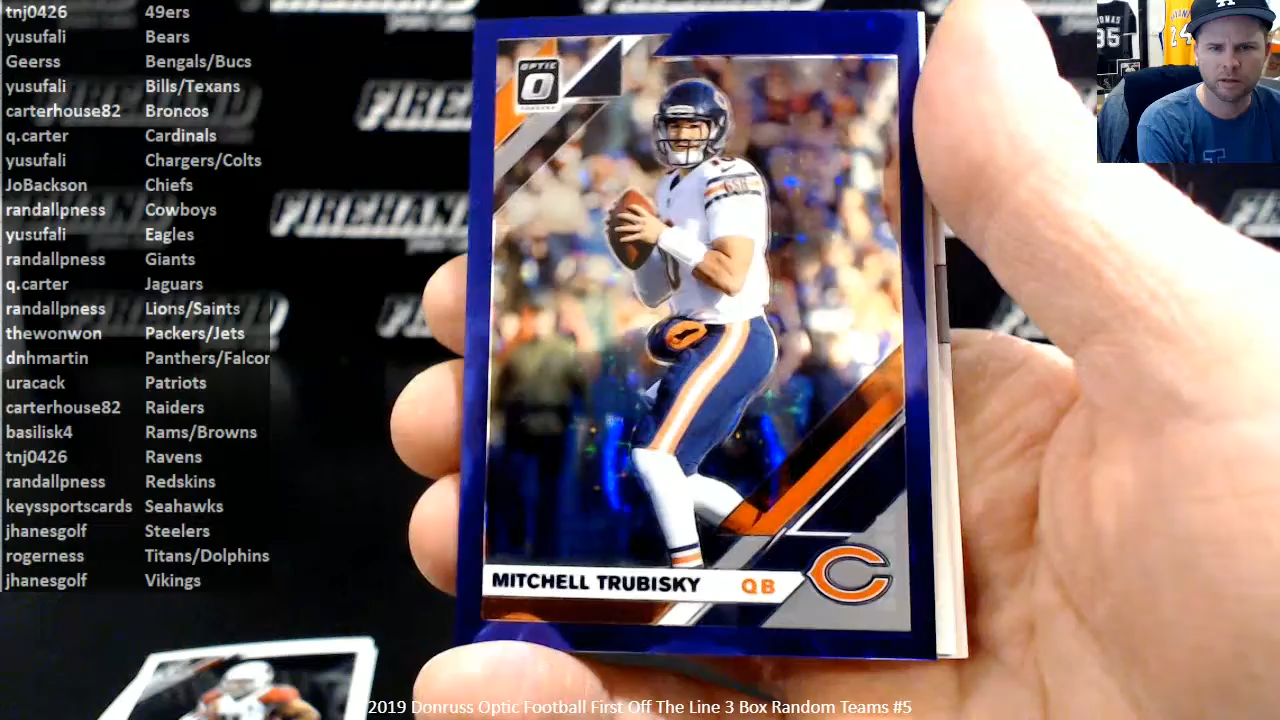 tnj0426 49ers
yusufali Bears
Geerss Bengals/Bucs
yusufali Bills/Texans
carterhouse82 Broncos
q.carter Cardinals
yusufali Chargers/Colts
JoBackson Chiefs
randallpness Cowboys
yusufali Eagles
randallpness Giants
q.carter Jaguars
randallpness Lions/Saints
thewonwon Packers/Jets
dnhmartin Panthers/Falcor
uracack Patriots
carterhouse82 Raiders
basilisk4 Rams/Browns
tnj0426 Ravens
randallpness Redskins
keyssportscards Seahawks
jhanesgolf Steelers
rogerness Titans/Dolphins
jhanesgolf Vikings
FIREHAND
OPTIC
MITCHELL TRUBISKY QB
2019 Donruss Optic Football First Off The Line 3 Box Random Teams #5